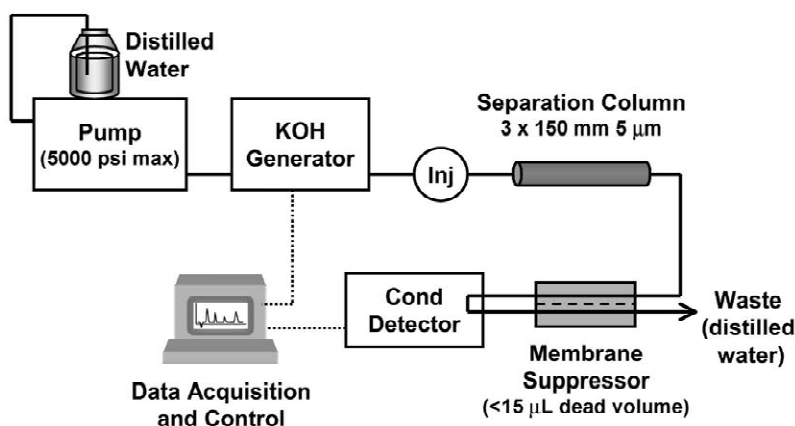 Distilled
Water
Pump
(5000 psi max)
KOH
Generator
Inj
Separation Column
3 x 150 mm 5 μm
Cond
Detector
Membrane
Suppressor
(<15 μL dead volume)
Waste
(distilled
water)
Data Acquisition
and Control